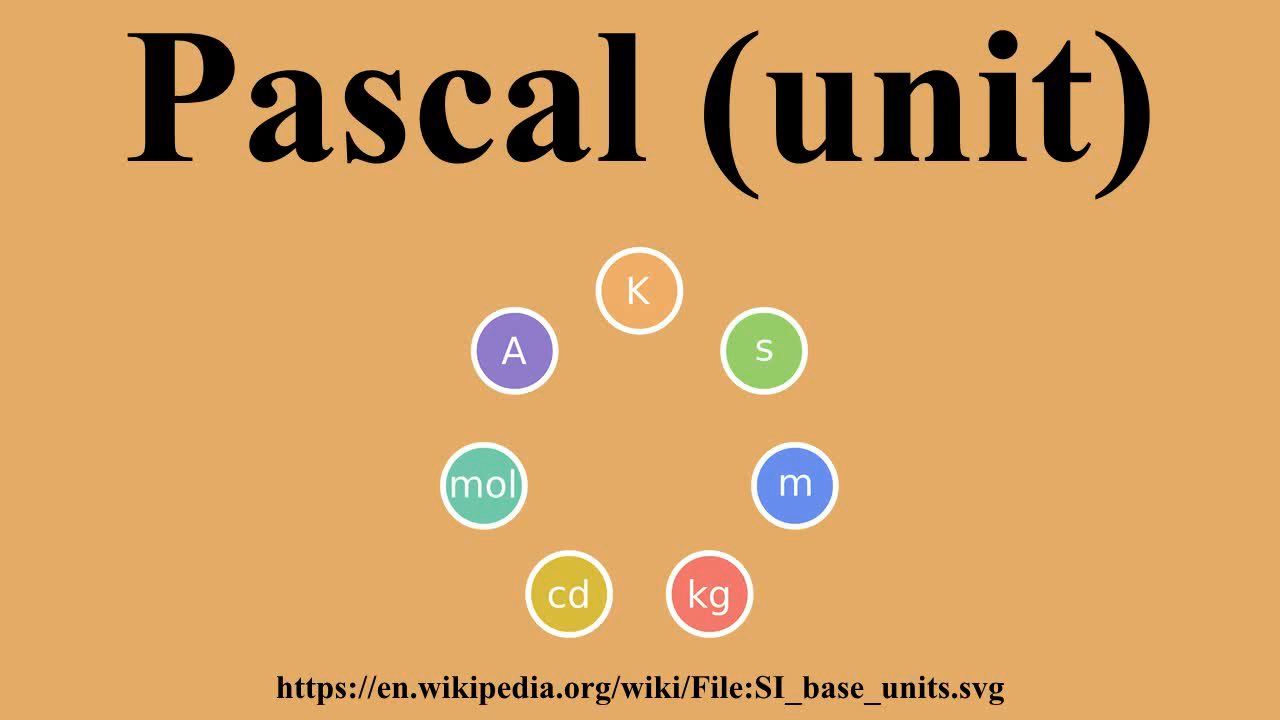 Pascal (unit)
K
A
s
mol
m
cd
kg
https://en.wikipedia.org/wiki/File:SI_base_units.svg